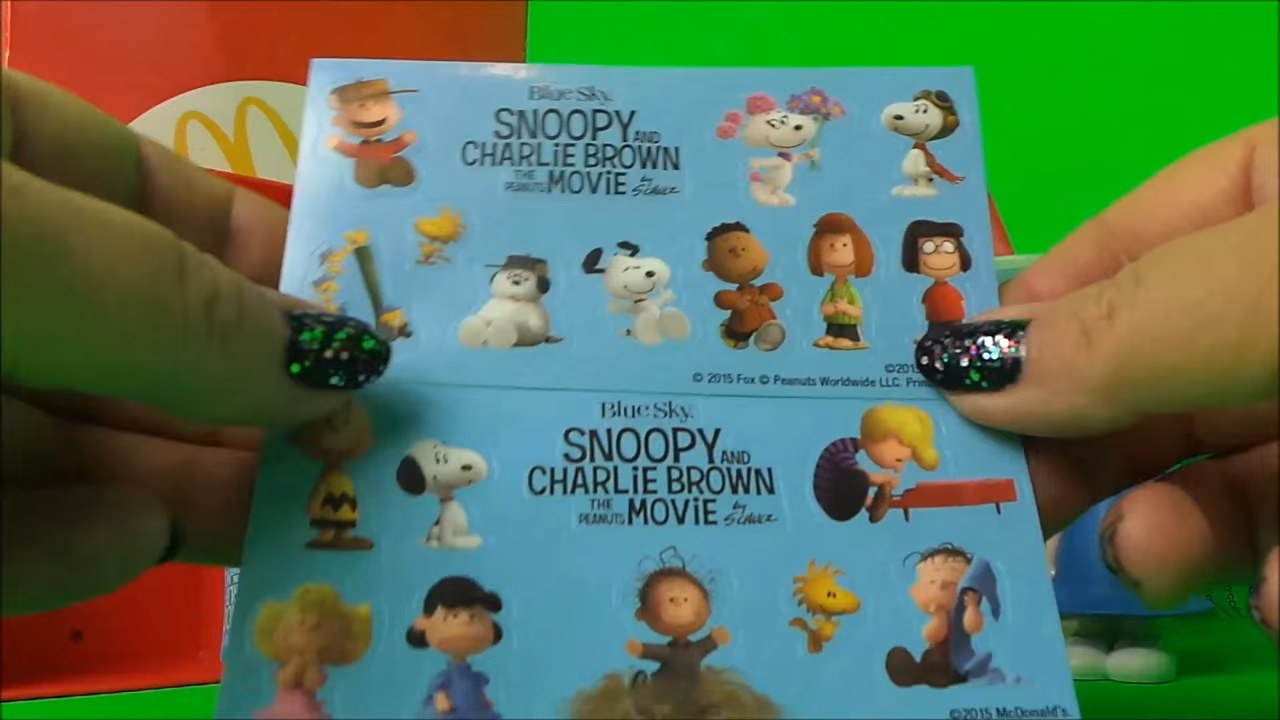 Blue Sky.
SNOOPY AND
CHARLIE BROWN
THE PEANUTS MOVIE by SCHULZ
©2015
© 2015 Fox © Peanuts Worldwide LLC.
Blue Sky.
SNOOPY AND
CHARLIE BROWN
THE PEANUTS MOVIE by SCHULZ
©2015 McDonald's.